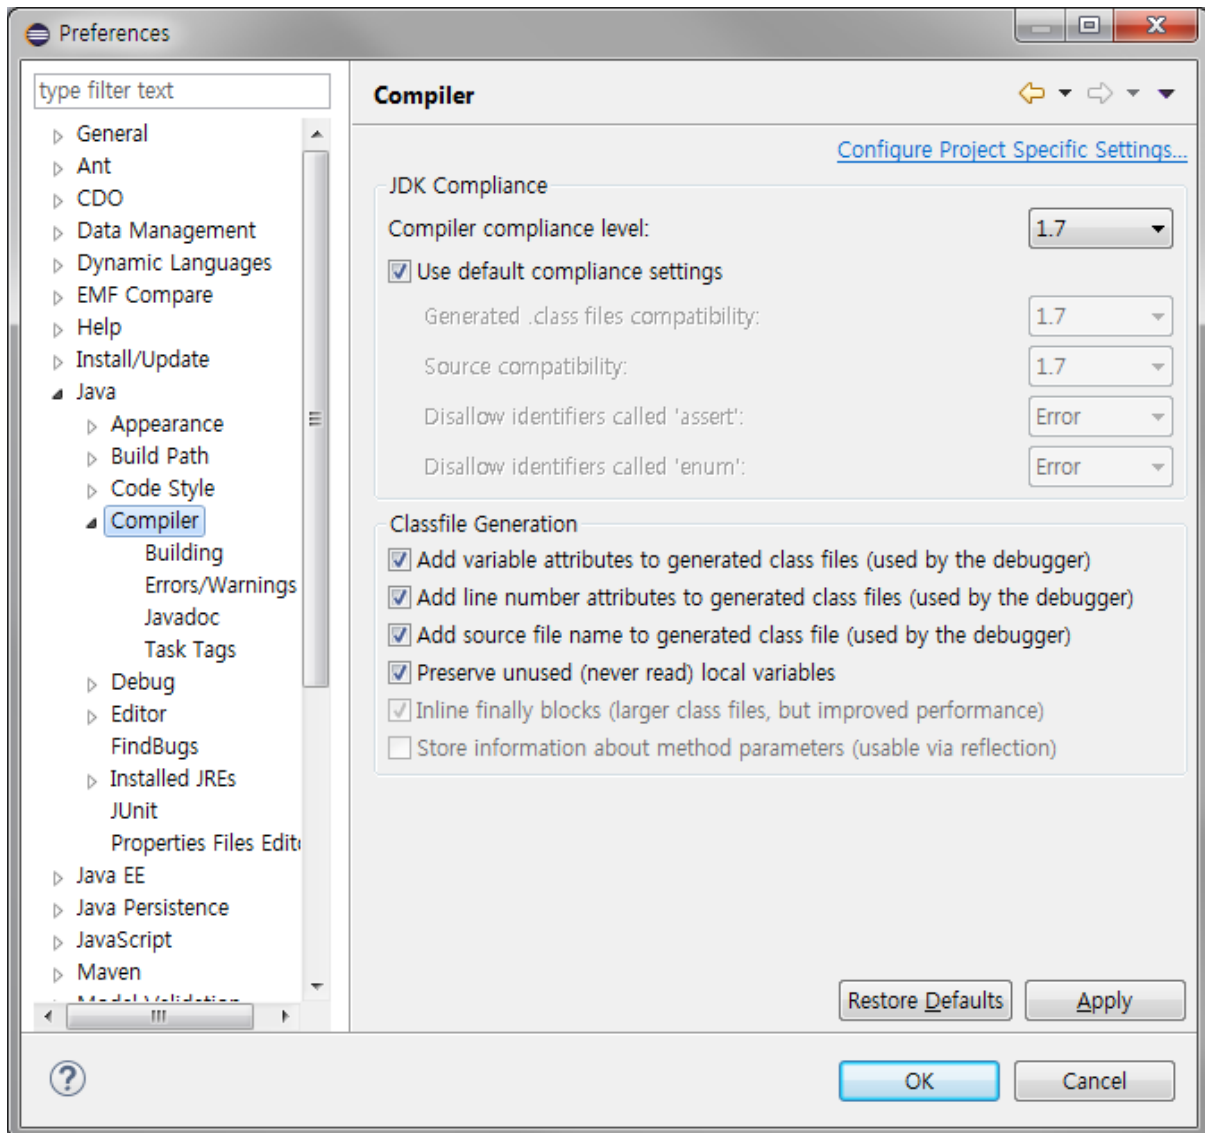 Preferences
type filter text
General
Ant
CDO
Data Management
Dynamic Languages
EMF Compare
Help
Install/Update
Java
Appearance
Build Path
Code Style
Compiler
Building
Errors/Warnings
Javadoc
Task Tags
Debug
Editor
FindBugs
Installed JREs
JUnit
Properties Files Edit
Java EE
Java Persistence
JavaScript
Maven
Model Validation
Compiler
Configure Project Specific Settings...
JDK Compliance
Compiler compliance level: 1.7
Use default compliance settings
Generated .class files compatibility: 1.7
Source compatibility: 1.7
Disallow identifiers called 'assert': Error
Disallow identifiers called 'enum': Error
Classfile Generation
Add variable attributes to generated class files (used by the debugger)
Add line number attributes to generated class files (used by the debugger)
Add source file name to generated class file (used by the debugger)
Preserve unused (never read) local variables
Inline finally blocks (larger class files, but improved performance)
Store information about method parameters (usable via reflection)
Restore Defaults Apply
OK Cancel